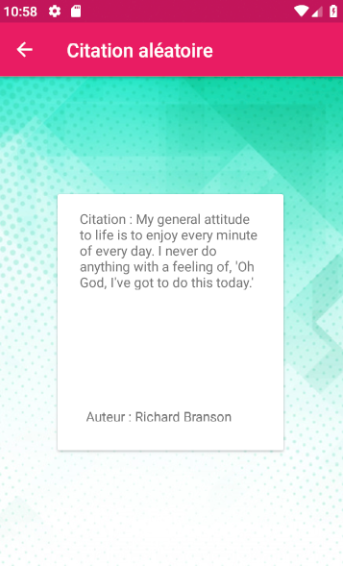 10:58
Citation aléatoire
Citation : My general attitude
to life is to enjoy every minute
of every day. I never do
anything with a feeling of, 'Oh
God, I've got to do this today.'
Auteur : Richard Branson